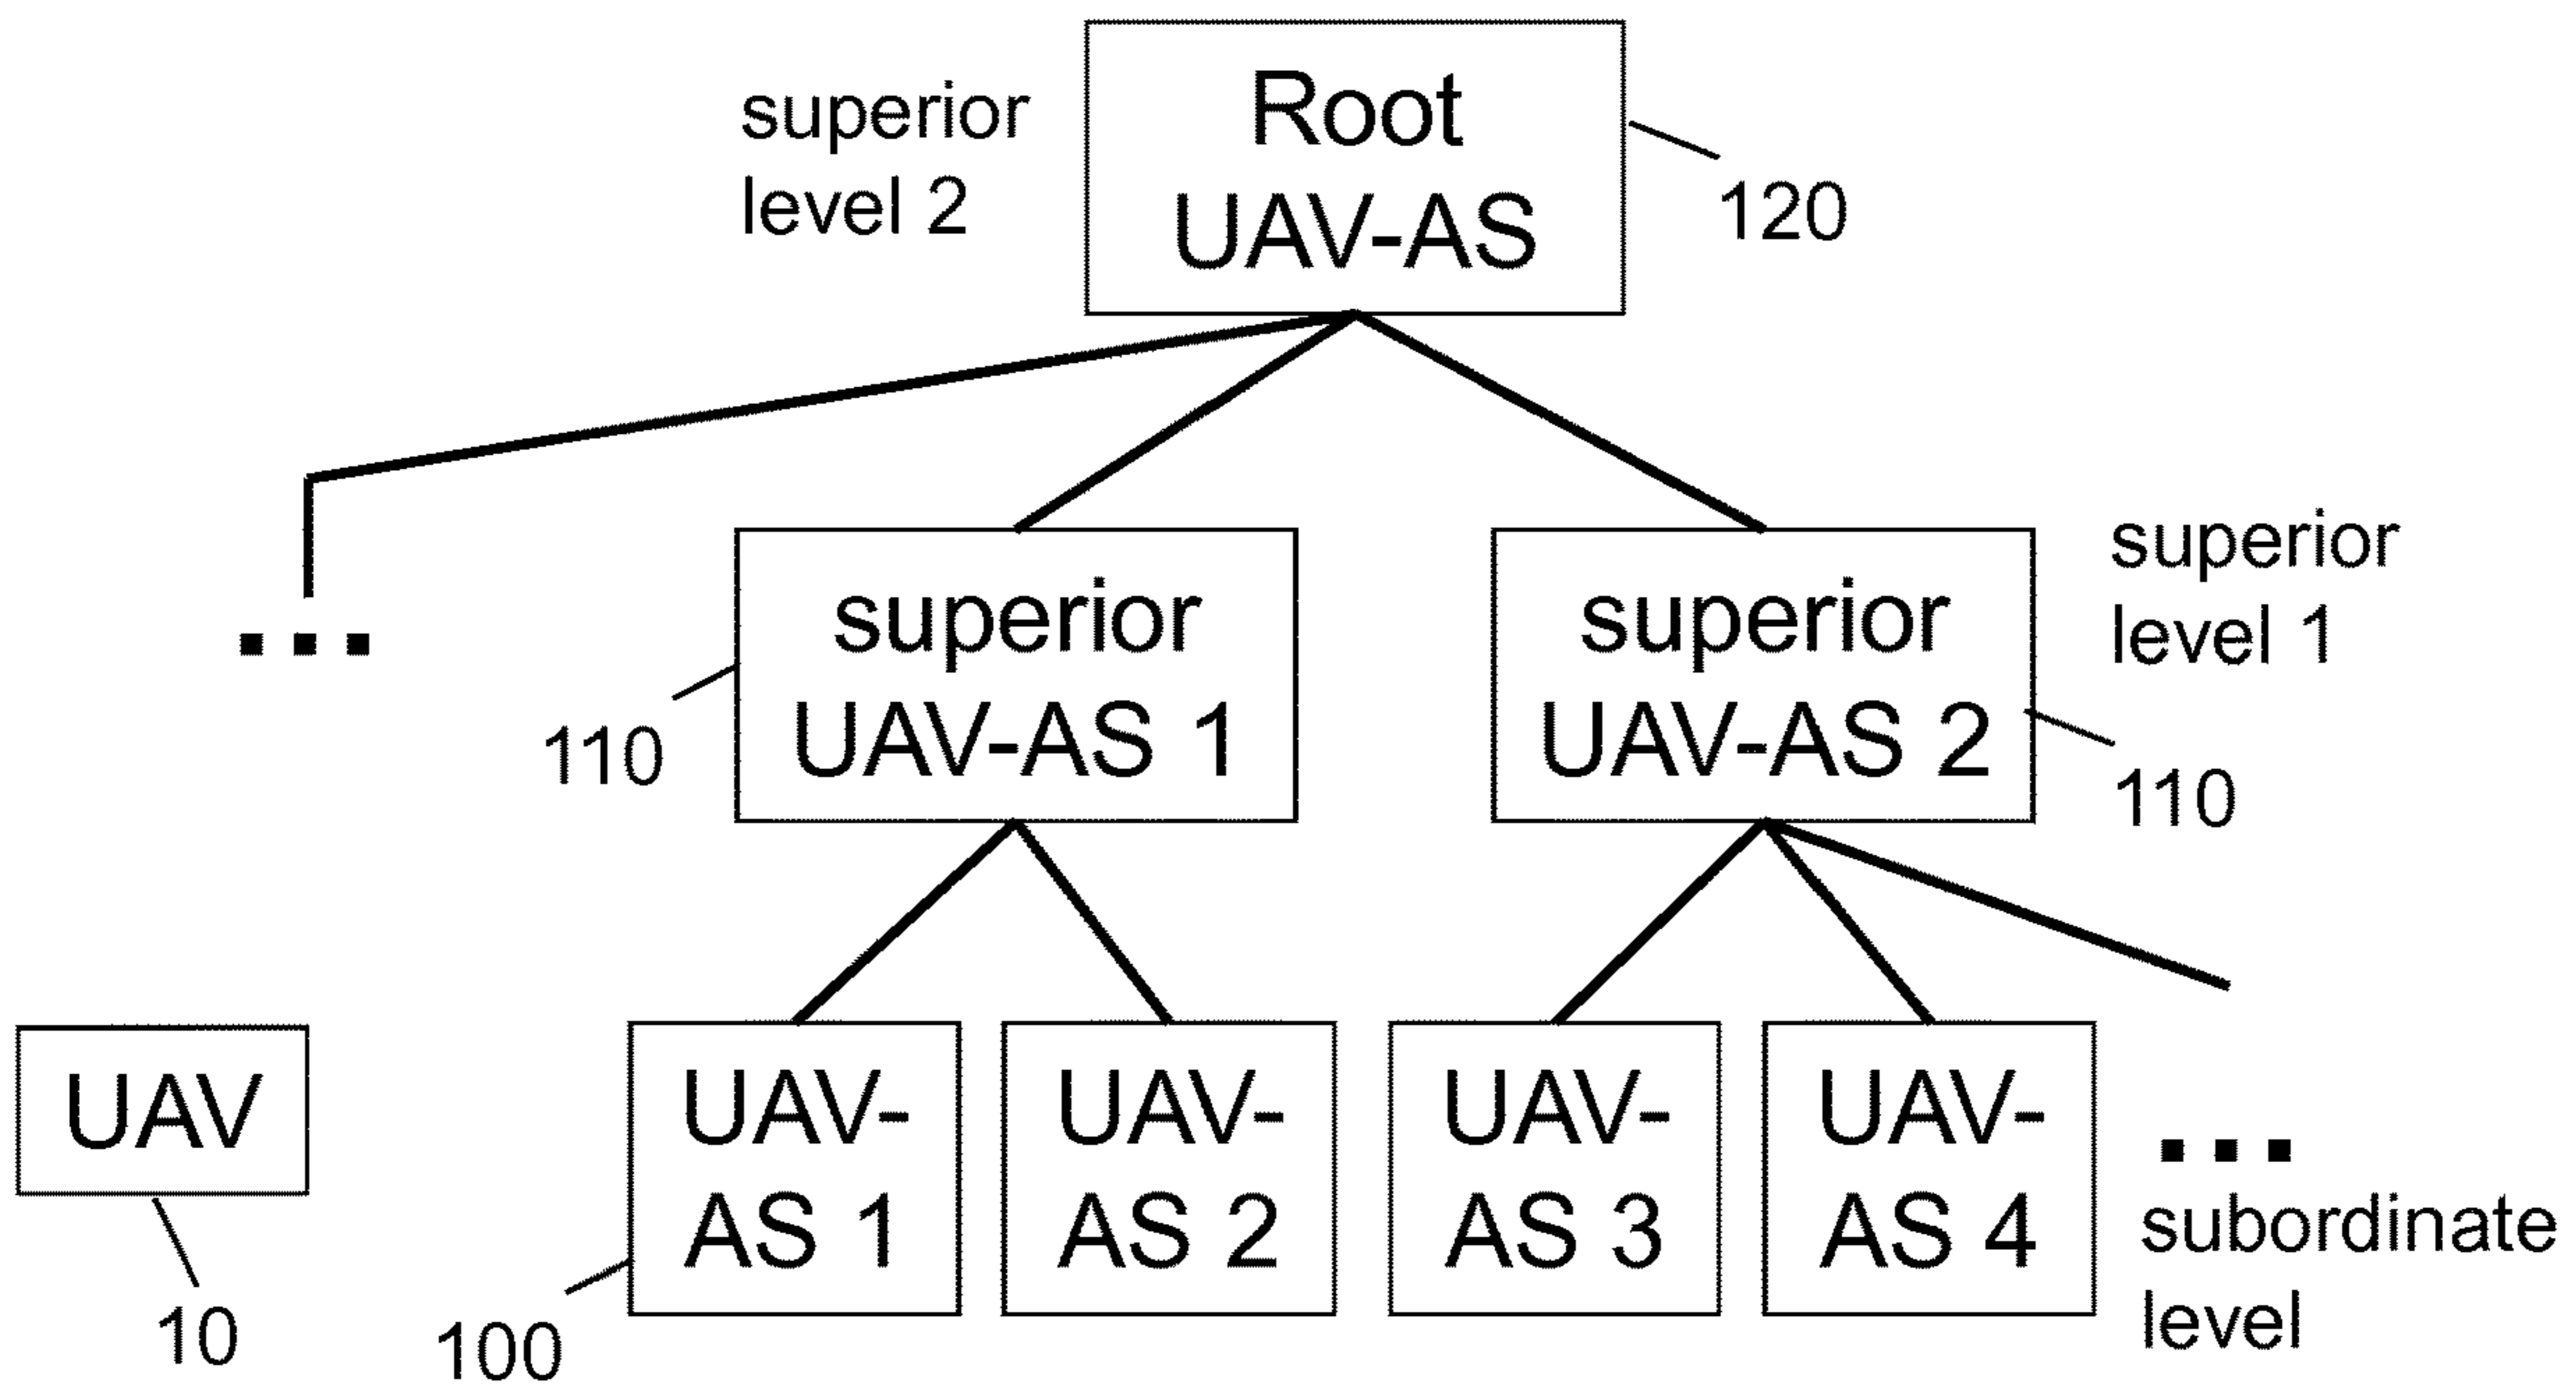 superior
level 2
Root
UAV-AS
120
superior
UAV-AS 1
110
superior
UAV-AS 2
110
superior
level 1
UAV
10
UAV-
AS 1
100
UAV-
AS 2
UAV-
AS 3
UAV-
AS 4
...
subordinate
level